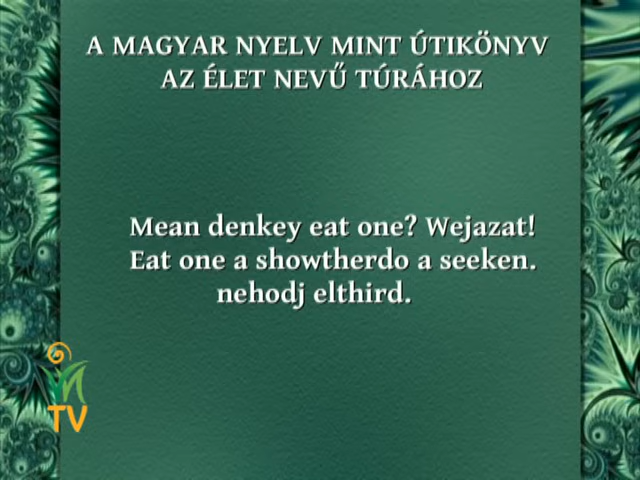 A MAGYAR NYELV MINT ÚTIKÖNYV
AZ ÉLET NEVŰ TÚRÁHOZ
Mean denkey eat one? Wejazat!
Eat one a showtherdo a seeken.
nehodj elthird.
TV